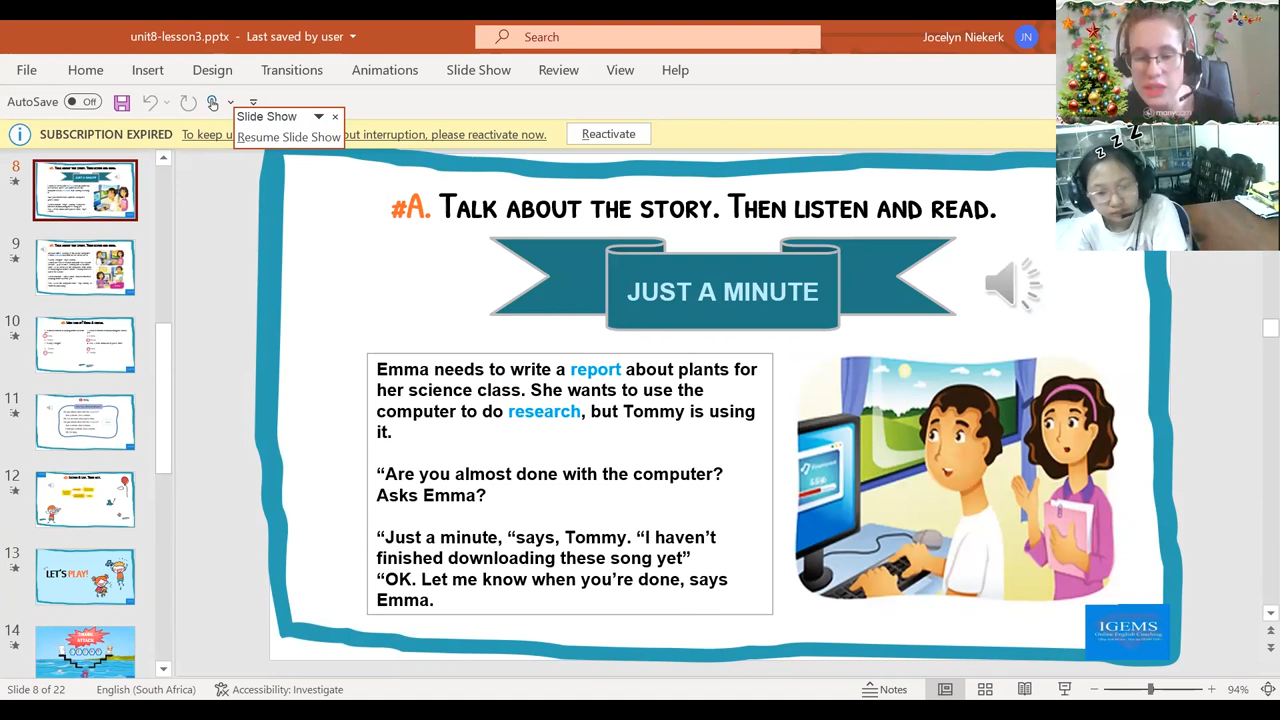 unit8-lesson3.pptx - Last saved by user
Search
Jocelyn Niekerk
JN
File Home Insert Design Transitions Animations Slide Show Review View Help
AutoSave Off
Slide Show
Resume Slide Show
SUBSCRIPTION EXPIRED To keep u out interruption, please reactivate now. Reactivate
8
9
10
11
12
13
LET'S PLAY!
14
#A. TALK ABOUT THE STORY. THEN LISTEN AND READ.
JUST A MINUTE
Emma needs to write a report about plants for
her science class. She wants to use the
computer to do research, but Tommy is using
it.
“Are you almost done with the computer?
Asks Emma?
“Just a minute, “says, Tommy. “I haven’t
finished downloading these song yet”
“OK. Let me know when you’re done, says
Emma.
IGEMS
Online English Coaching
z z Z
Slide 8 of 22 English (South Africa) Accessibility: Investigate Notes 94%